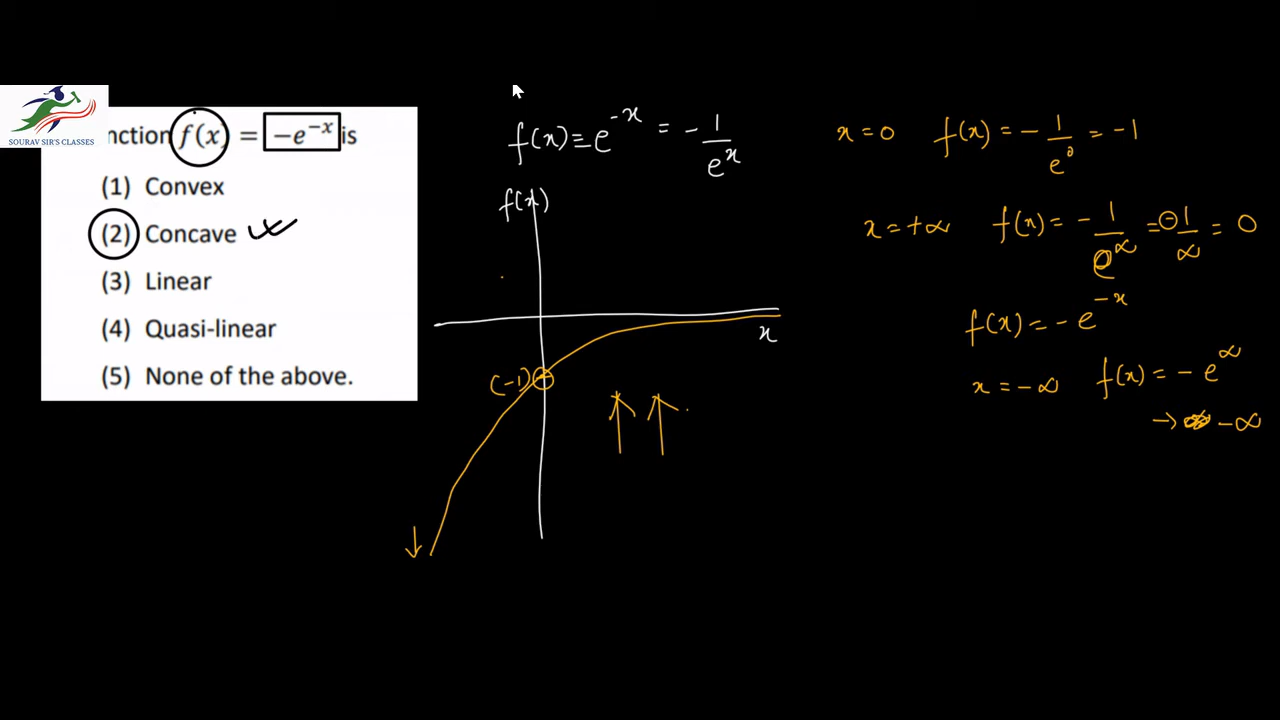 SOURAV SIR'S CLASSES
nction f(x) = −e^{−x} is
(1) Convex
(2) Concave
(3) Linear
(4) Quasi-linear
(5) None of the above.
f(x) = e^{-x} = - 1/e^x
f(x)
x
(-1)
x = 0 f(x) = - 1/e^0 = -1
x = +∞ f(x) = - 1/e^∞ = - 1/∞ = 0
f(x) = - e^{-x}
x = -∞ f(x) = - e^∞
→ -∞